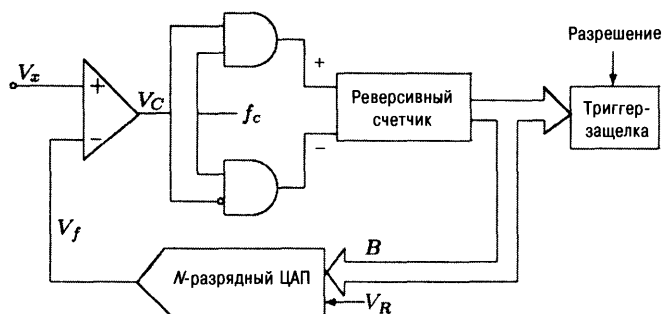 Разрешение
V_x
+
−
V_C
f_c
+
−
Реверсивный
счетчик
Триггер-
защелка
V_f
B
N-разрядный ЦАП
V_R